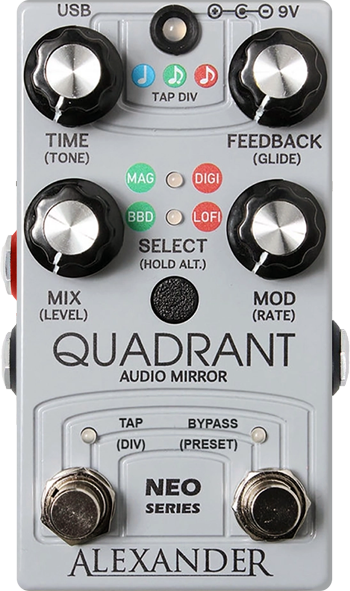 USB 9V
TAP DIV
TIME
(TONE)
FEEDBACK
(GLIDE)
MAG DIGI
BBD LOFI
SELECT
(HOLD ALT.)
MIX
(LEVEL)
MOD
(RATE)
QUADRANT
AUDIO MIRROR
TAP BYPASS
(DIV) (PRESET)
NEO
SERIES
ALEXANDER